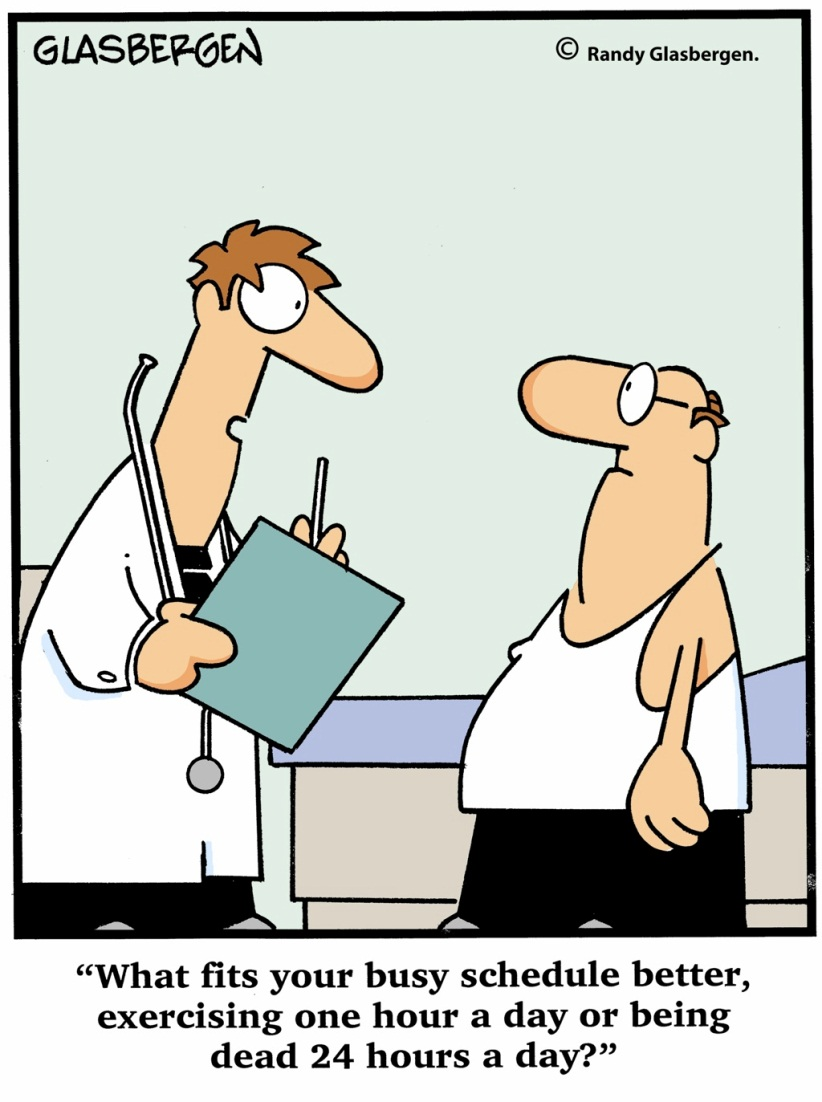 GLASBERGEN
© Randy Glasbergen.
“What fits your busy schedule better,
exercising one hour a day or being
dead 24 hours a day?”